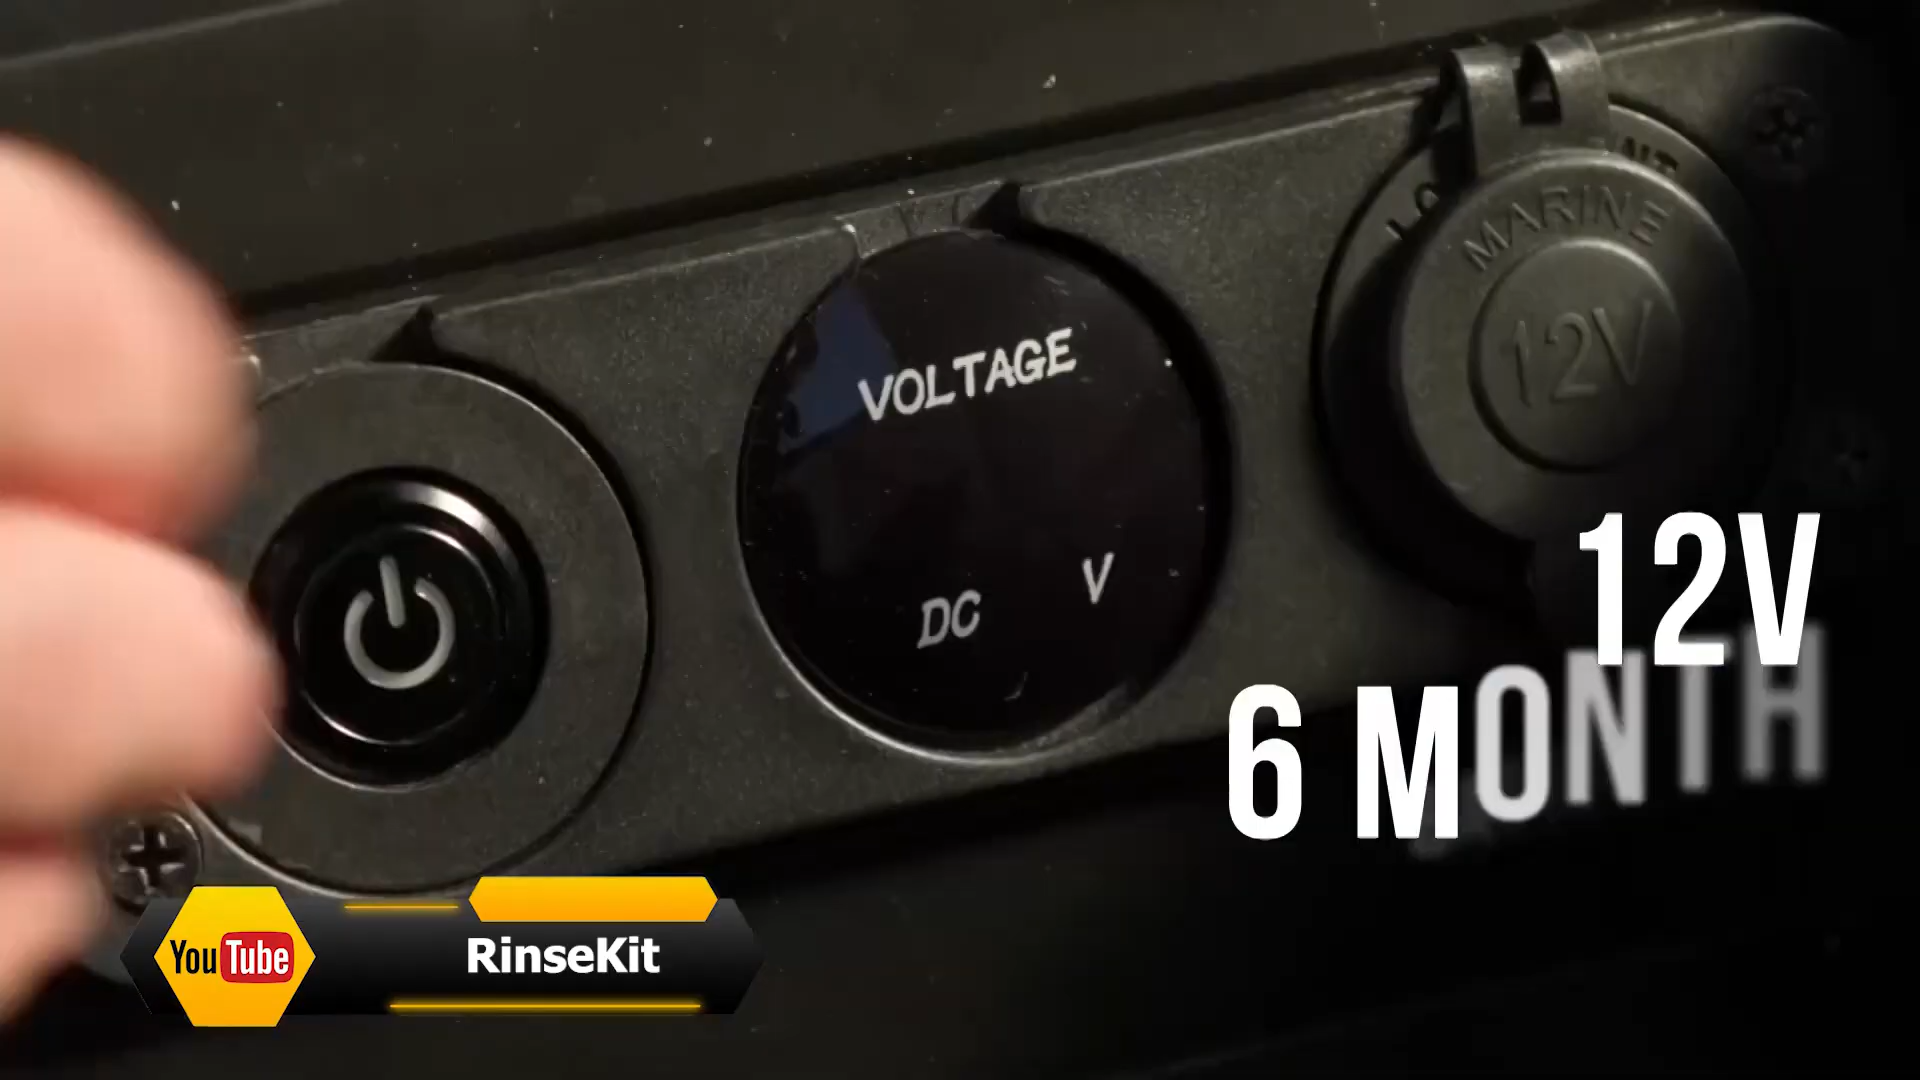 MARINE
12V
VOLTAGE
DC V
12V
6 MONTH
YouTube
RinseKit